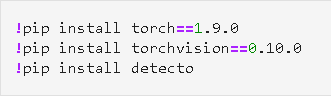 !pip install torch==1.9.0
!pip install torchvision==0.10.0
!pip install detecto